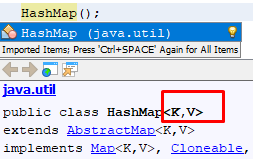 HashMap();
HashMap (java.util)
Imported Items; Press 'Ctrl+SPACE' Again for All Items
java.util
public class HashMap<K,V>
extends AbstractMap<K,V>
implements Map<K,V>, Cloneable,